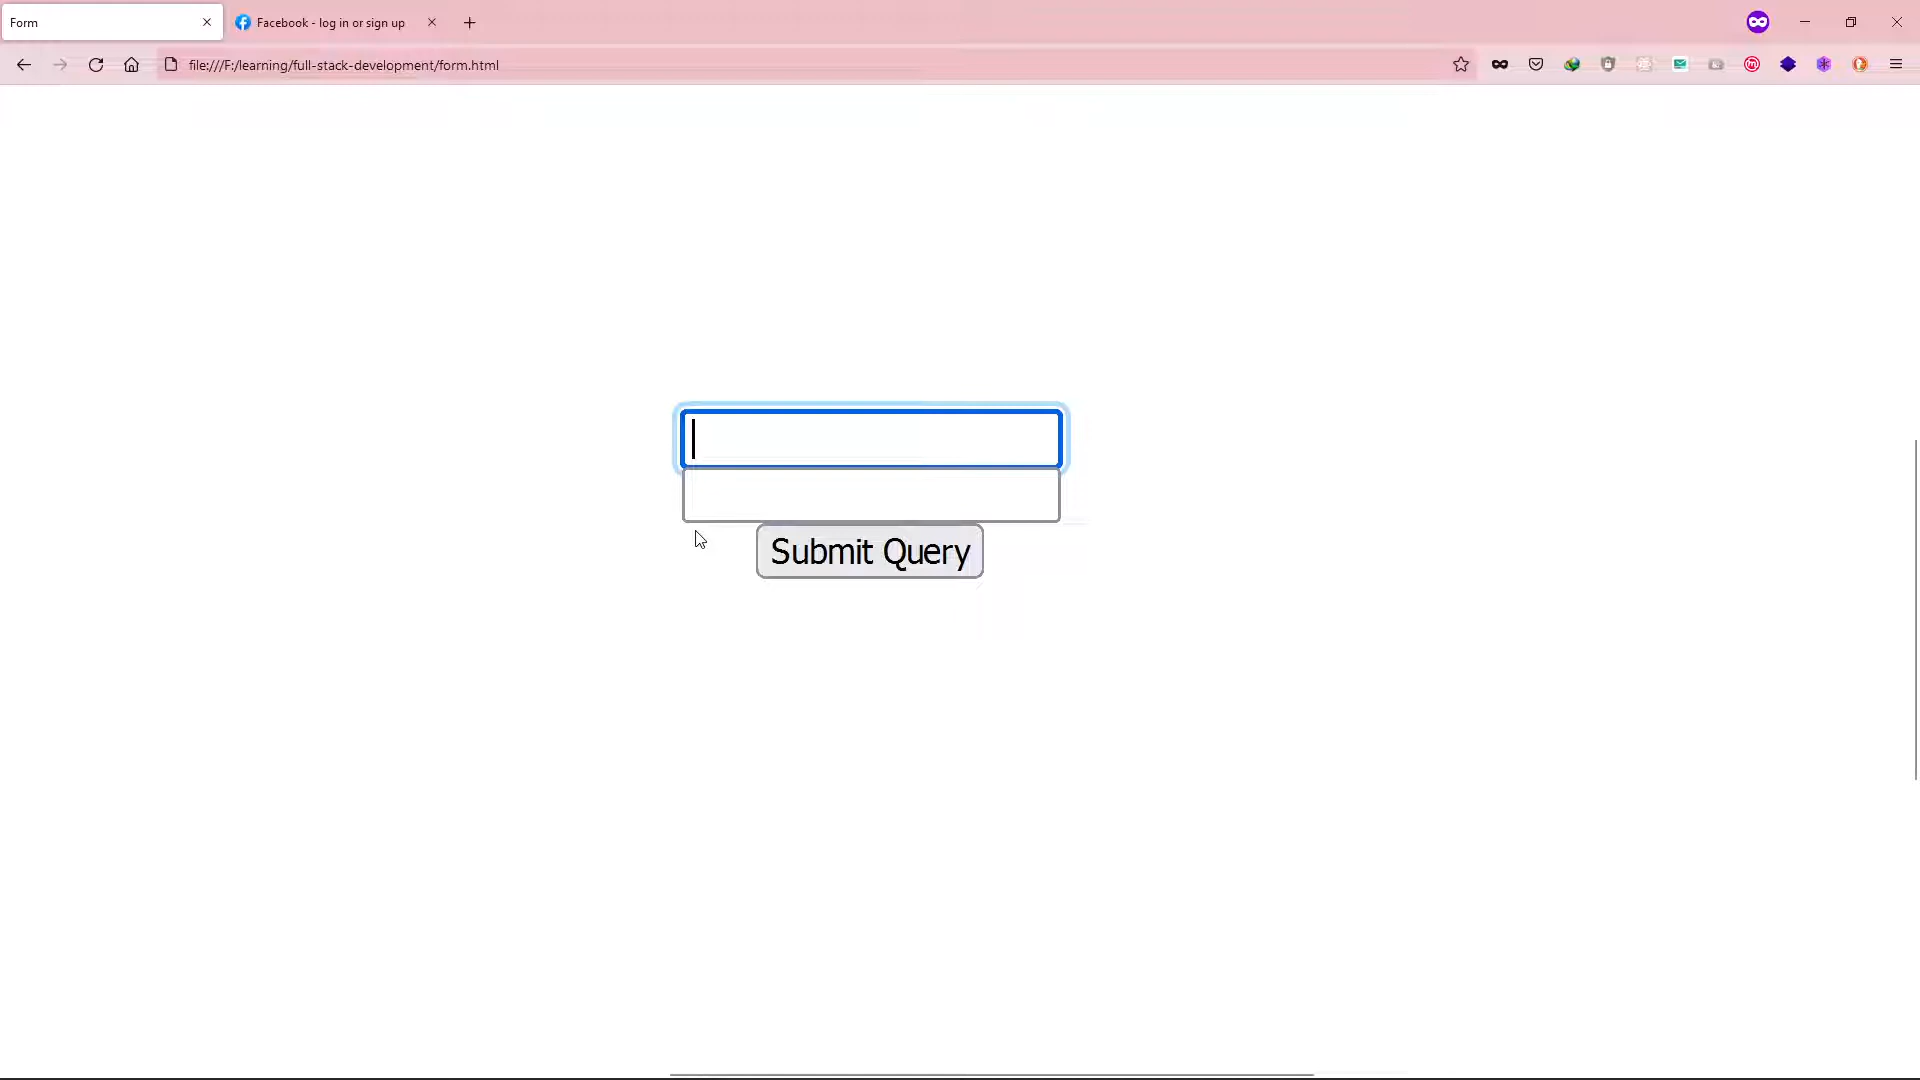 Form
Facebook - log in or sign up
file:///F:/learning/full-stack-development/form.html
Submit Query